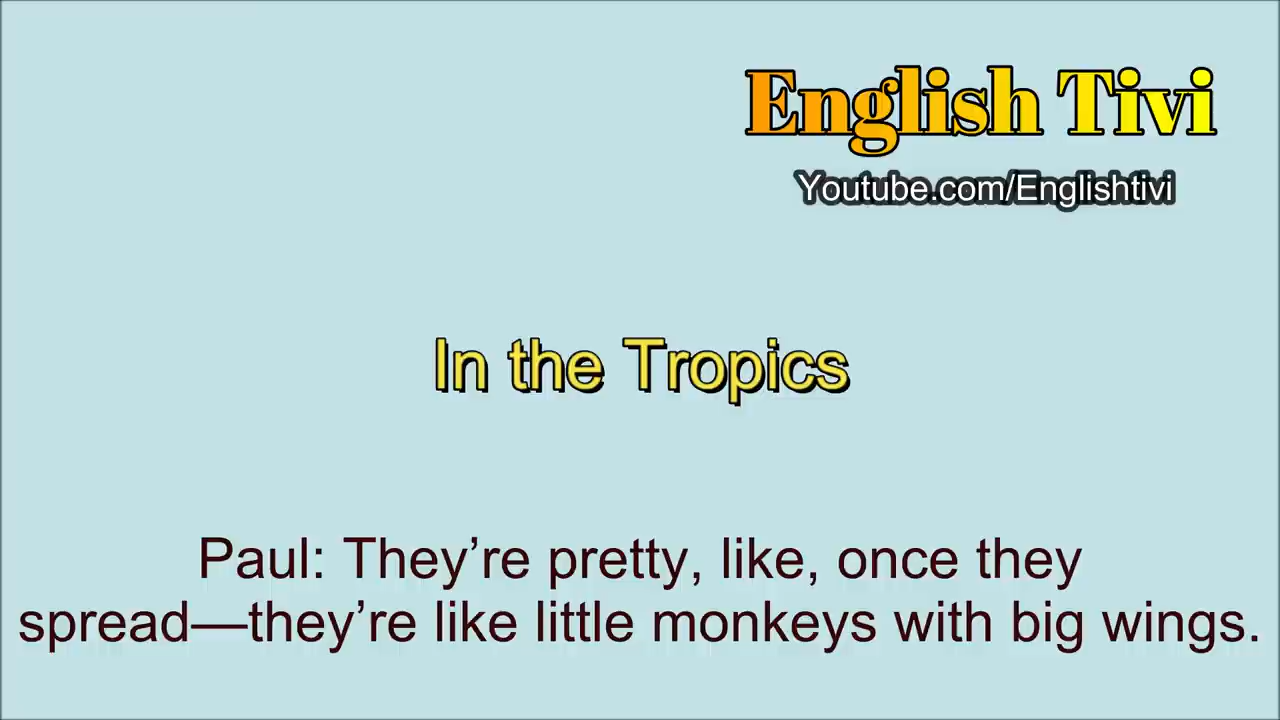 English Tivi
Youtube.com/Englishtivi
In the Tropics
Paul: They’re pretty, like, once they
spread—they’re like little monkeys with big wings.